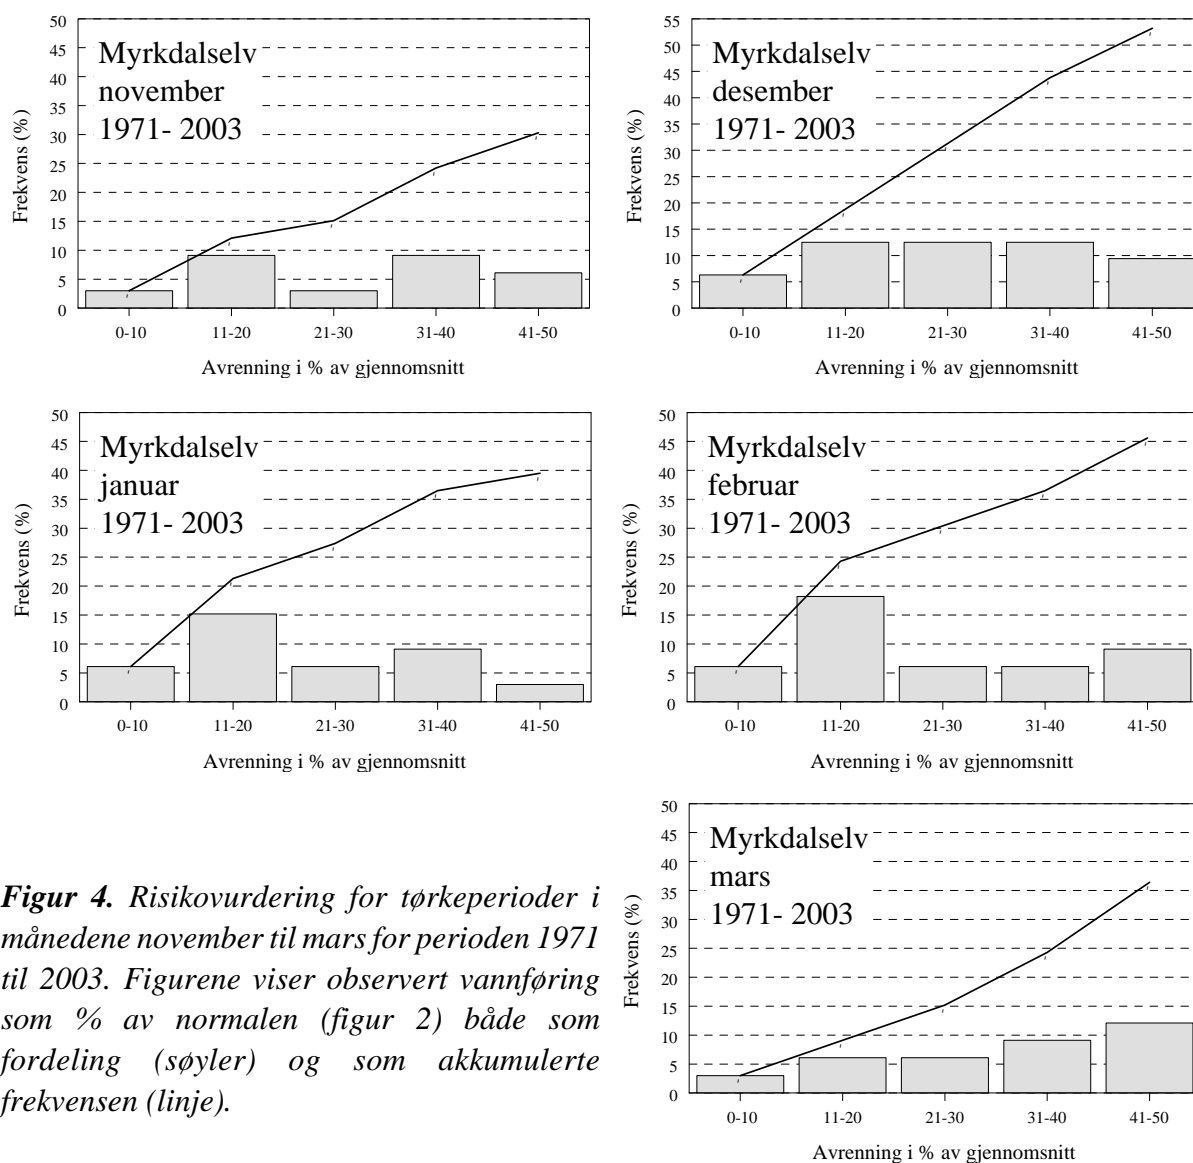 50
45
40
35
30
25
20
15
10
5
0
Frekvens (%)
Myrkdalselv
november
1971- 2003
0-10 11-20 21-30 31-40 41-50
Avrenning i % av gjennomsnitt
55
50
45
40
35
30
25
20
15
10
5
0
Frekvens (%)
Myrkdalselv
desember
1971- 2003
0-10 11-20 21-30 31-40 41-50
Avrenning i % av gjennomsnitt
50
45
40
35
30
25
20
15
10
5
0
Frekvens (%)
Myrkdalselv
januar
1971- 2003
0-10 11-20 21-30 31-40 41-50
Avrenning i % av gjennomsnitt
50
45
40
35
30
25
20
15
10
5
0
Frekvens (%)
Myrkdalselv
februar
1971- 2003
0-10 11-20 21-30 31-40 41-50
Avrenning i % av gjennomsnitt
Figur 4. Risikovurdering for tørkeperioder i
månedene november til mars for perioden 1971
til 2003. Figurene viser observert vannføring
som % av normalen (figur 2) både som
fordeling (søyler) og som akkumulerte
frekvensen (linje).
50
45
40
35
30
25
20
15
10
5
0
Frekvens (%)
Myrkdalselv
mars
1971- 2003
0-10 11-20 21-30 31-40 41-50
Avrenning i % av gjennomsnitt